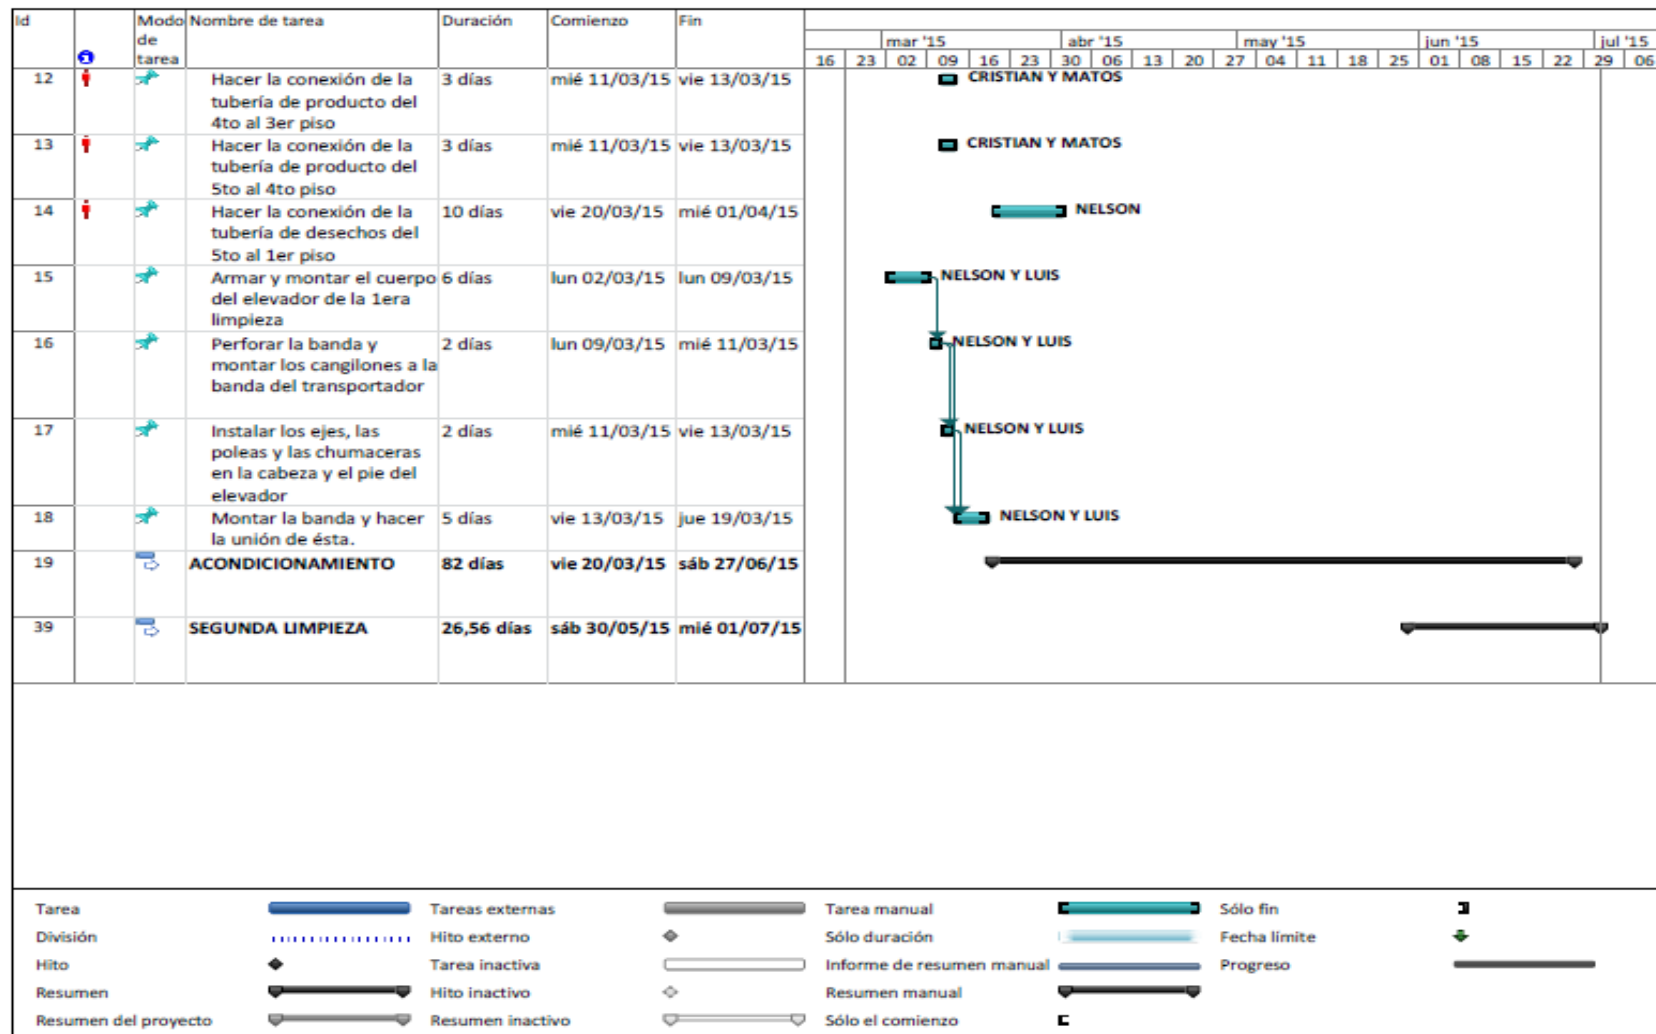 Id Modo de tarea Nombre de tarea Duración Comienzo Fin
mar '15 abr '15 may '15 jun '15 jul '15
16 23 02 09 16 23 30 06 13 20 27 04 11 18 25 01 08 15 22 29 06
12 Hacer la conexión de la 3 días mié 11/03/15 vie 13/03/15 CRISTIAN Y MATOS
tubería de producto del
4to al 3er piso
13 Hacer la conexión de la 3 días mié 11/03/15 vie 13/03/15 CRISTIAN Y MATOS
tubería de producto del
5to al 4to piso
14 Hacer la conexión de la 10 días vie 20/03/15 mié 01/04/15 NELSON
tubería de desechos del
5to al 1er piso
15 Armar y montar el cuerpo 6 días lun 02/03/15 lun 09/03/15 NELSON Y LUIS
del elevador de la 1era
limpieza
16 Perforar la banda y 2 días lun 09/03/15 mié 11/03/15 NELSON Y LUIS
montar los cangilones a la
banda del transportador
17 Instalar los ejes, las 2 días mié 11/03/15 vie 13/03/15 NELSON Y LUIS
poleas y las chumaceras
en la cabeza y el pie del
elevador
18 Montar la banda y hacer 5 días vie 13/03/15 jue 19/03/15 NELSON Y LUIS
la unión de ésta.
19 ACONDICIONAMIENTO 82 días vie 20/03/15 sáb 27/06/15
39 SEGUNDA LIMPIEZA 26,56 días sáb 30/05/15 mié 01/07/15
Tarea Tareas externas Tarea manual Sólo fin
División Hito externo Sólo duración Fecha límite
Hito Tarea inactiva Informe de resumen manual Progreso
Resumen Hito inactivo Resumen manual
Resumen del proyecto Resumen inactivo Sólo el comienzo